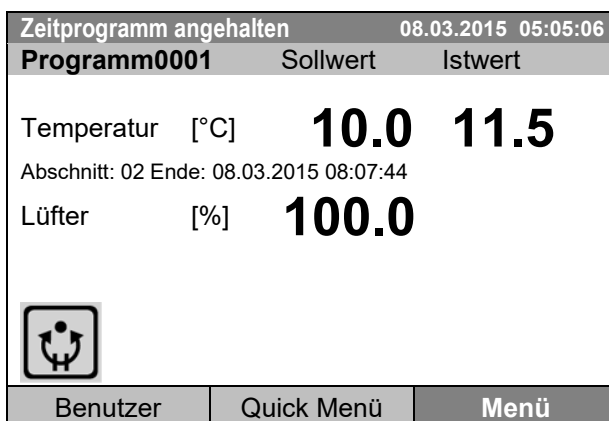 Zeitprogramm angehalten 08.03.2015 05:05:06
Programm0001 Sollwert Istwert
Temperatur [°C] 10.0 11.5
Abschnitt: 02 Ende: 08.03.2015 08:07:44
Lüfter [%] 100.0
Benutzer Quick Menü Menü